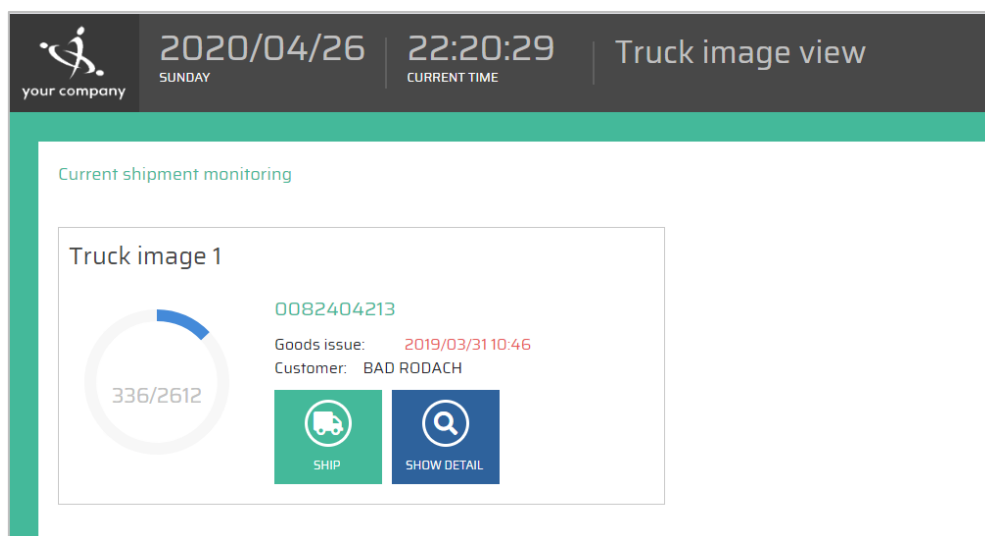 your company
2020/04/26
SUNDAY
22:20:29
CURRENT TIME
Truck image view
Current shipment monitoring
Truck image 1
336/2612
0082404213
Goods issue: 2019/03/31 10:46
Customer: BAD RODACH
SHIP
SHOW DETAIL